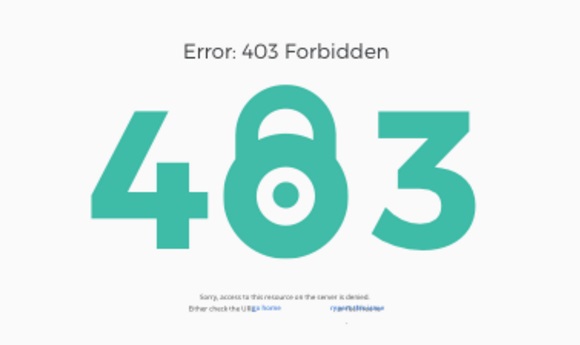 Error: 403 Forbidden
403
Sorry, access to this resource on the server is denied.
Either check the URL, go home